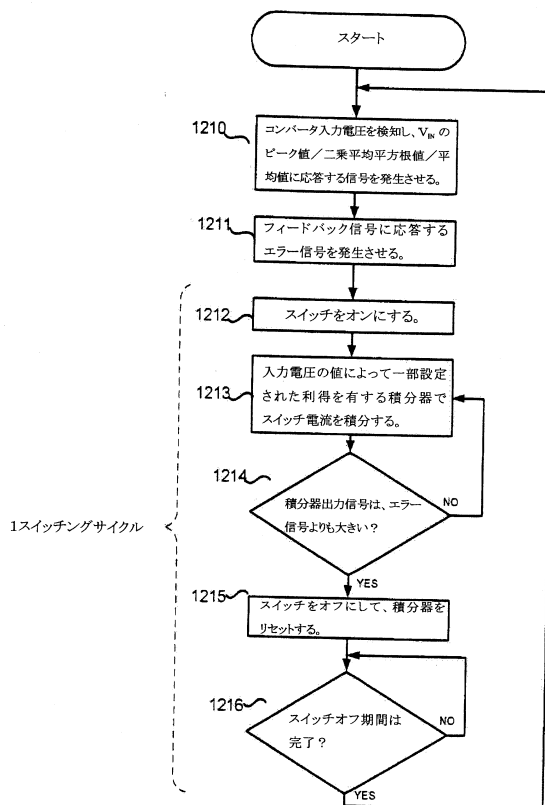 スタート
1210
コンバータ入力電圧を検知し、VINの
ピーク値／二乗平均平方根値／平
均値に応答する信号を発生させる。
1211
フィードバック信号に応答する
エラー信号を発生させる。
1212
スイッチをオンにする。
1213
入力電圧の値によって一部設定
された利得を有する積分器で
スイッチ電流を積分する。
1214
積分器出力信号は、エラー
信号よりも大きい？
NO
YES
1スイッチングサイクル
1215
スイッチをオフにして、積分器を
リセットする。
1216
スイッチオフ期間は
完了？
NO
YES